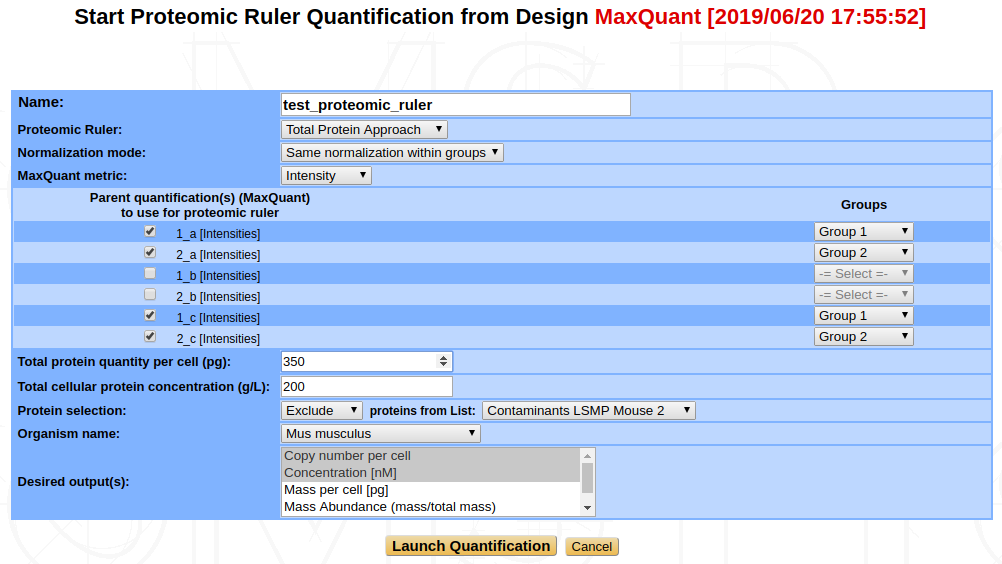 Start Proteomic Ruler Quantification from Design MaxQuant [2019/06/20 17:55:52]
Name: test_proteomic_ruler
Proteomic Ruler: Total Protein Approach
Normalization mode: Same normalization within groups
MaxQuant metric: Intensity
Parent quantification(s) (MaxQuant)
to use for proteomic ruler
Groups
1_a [Intensities] Group 1
2_a [Intensities] Group 2
1_b [Intensities] -= Select =-
2_b [Intensities] -= Select =-
1_c [Intensities] Group 1
2_c [Intensities] Group 2
Total protein quantity per cell (pg): 350
Total cellular protein concentration (g/L): 200
Protein selection: Exclude proteins from List: Contaminants LSMP Mouse 2
Organism name: Mus musculus
Desired output(s):
Copy number per cell
Concentration [nM]
Mass per cell [pg]
Mass Abundance (mass/total mass)
Launch Quantification Cancel